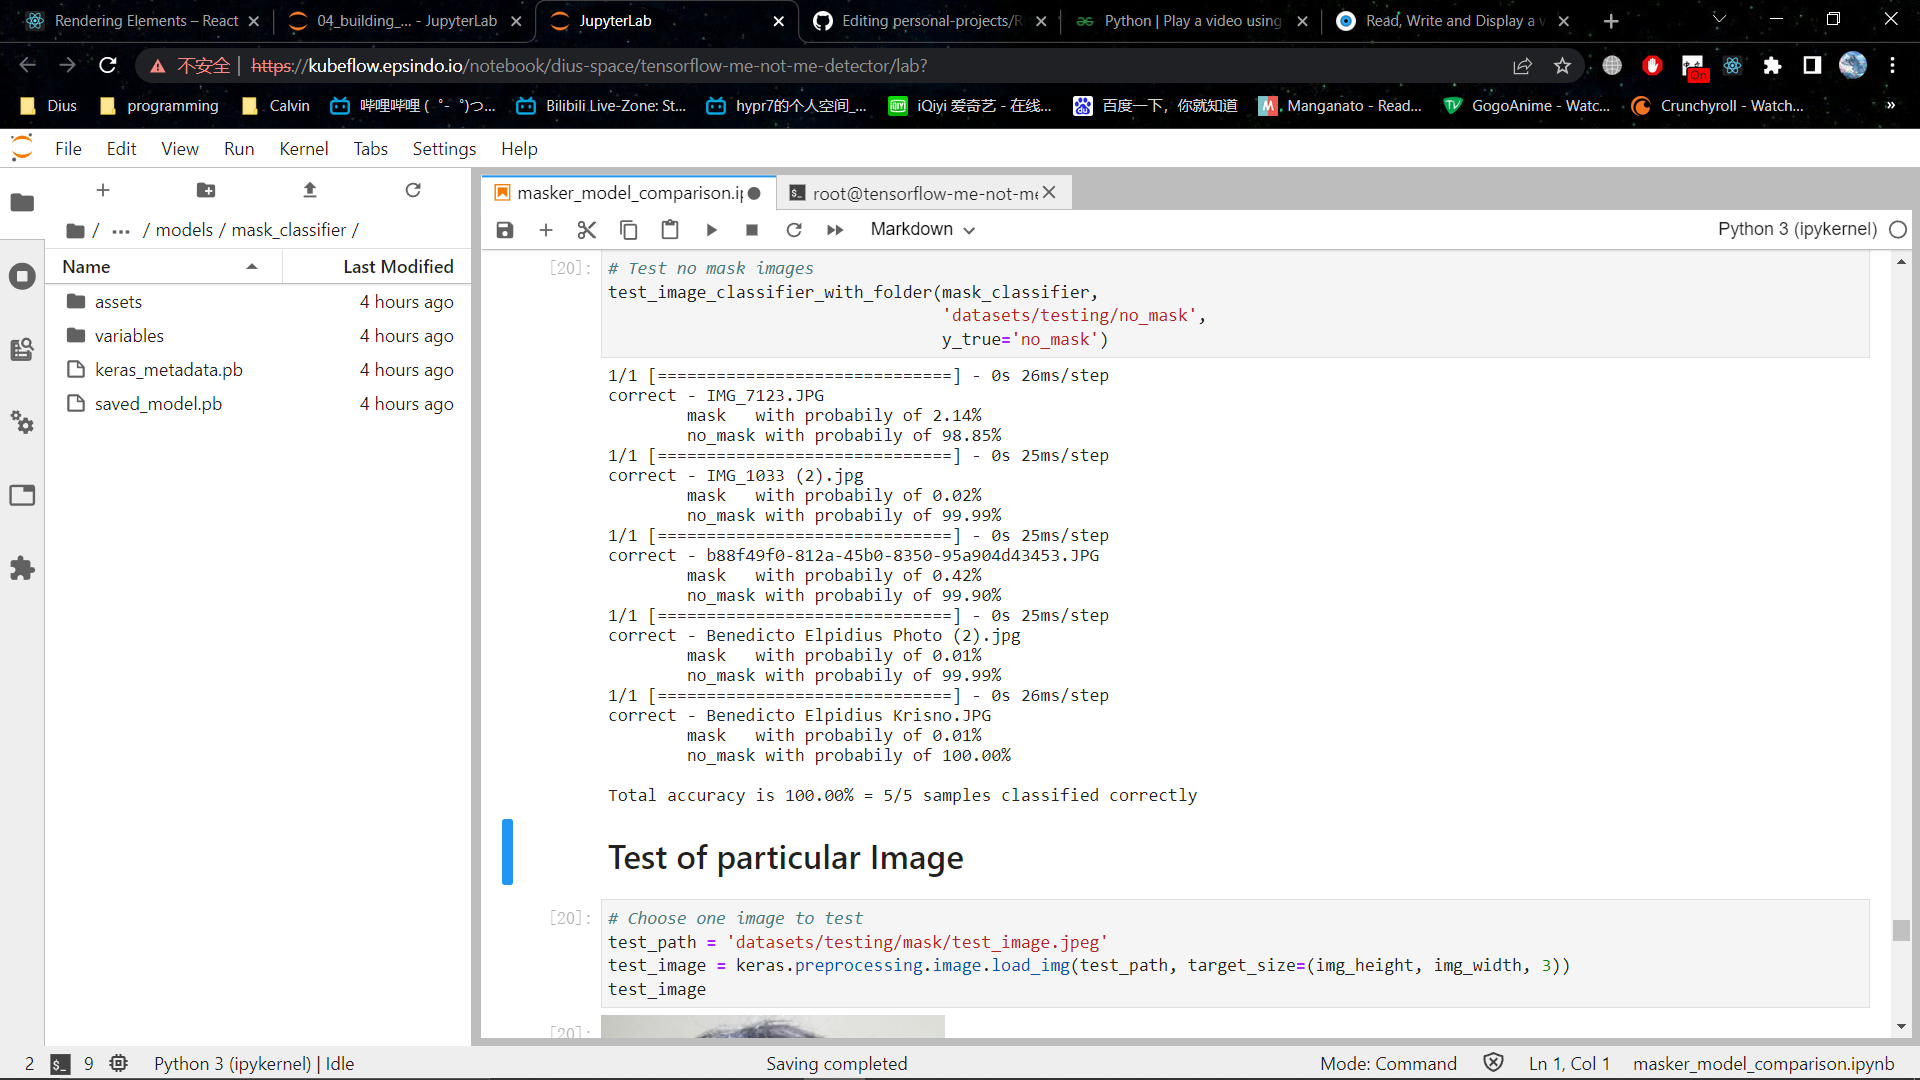 Rendering Elements – React
04_building_... - JupyterLab
JupyterLab
Editing personal-projects/R
Python | Play a video using
Read, Write and Display a v
不安全 | https://kubeflow.epsindo.io/notebook/dius-space/tensorflow-me-not-me-detector/lab?
On
Dius
programming
Calvin
哔哩哔哩 ( ゜- ゜)つ...
Bilibili Live-Zone: St...
hypr7的个人空间_...
iQiyi 爱奇艺 - 在线...
百度一下，你就知道
Manganato - Read...
GogoAnime - Watc...
Crunchyroll - Watch...
»
File Edit View Run Kernel Tabs Settings Help
/ ··· / models / mask_classifier /
Name Last Modified
assets 4 hours ago
variables 4 hours ago
keras_metadata.pb 4 hours ago
saved_model.pb 4 hours ago
masker_model_comparison.ip
root@tensorflow-me-not-me
Markdown
Python 3 (ipykernel)
[20]: # Test no mask images
test_image_classifier_with_folder(mask_classifier,
'datasets/testing/no_mask',
y_true='no_mask')
1/1 [==============================] - 0s 26ms/step
correct - IMG_7123.JPG
mask with probabily of 2.14%
no_mask with probabily of 98.85%
1/1 [==============================] - 0s 25ms/step
correct - IMG_1033 (2).jpg
mask with probabily of 0.02%
no_mask with probabily of 99.99%
1/1 [==============================] - 0s 25ms/step
correct - b88f49f0-812a-45b0-8350-95a904d43453.JPG
mask with probabily of 0.42%
no_mask with probabily of 99.90%
1/1 [==============================] - 0s 25ms/step
correct - Benedicto Elpidius Photo (2).jpg
mask with probabily of 0.01%
no_mask with probabily of 99.99%
1/1 [==============================] - 0s 26ms/step
correct - Benedicto Elpidius Krisno.JPG
mask with probabily of 0.01%
no_mask with probabily of 100.00%
Total accuracy is 100.00% = 5/5 samples classified correctly
Test of particular Image
[20]: # Choose one image to test
test_path = 'datasets/testing/mask/test_image.jpeg'
test_image = keras.preprocessing.image.load_img(test_path, target_size=(img_height, img_width, 3))
test_image
[20]:
2 $_ 9 Python 3 (ipykernel) | Idle
Saving completed
Mode: Command
Ln 1, Col 1
masker_model_comparison.ipynb